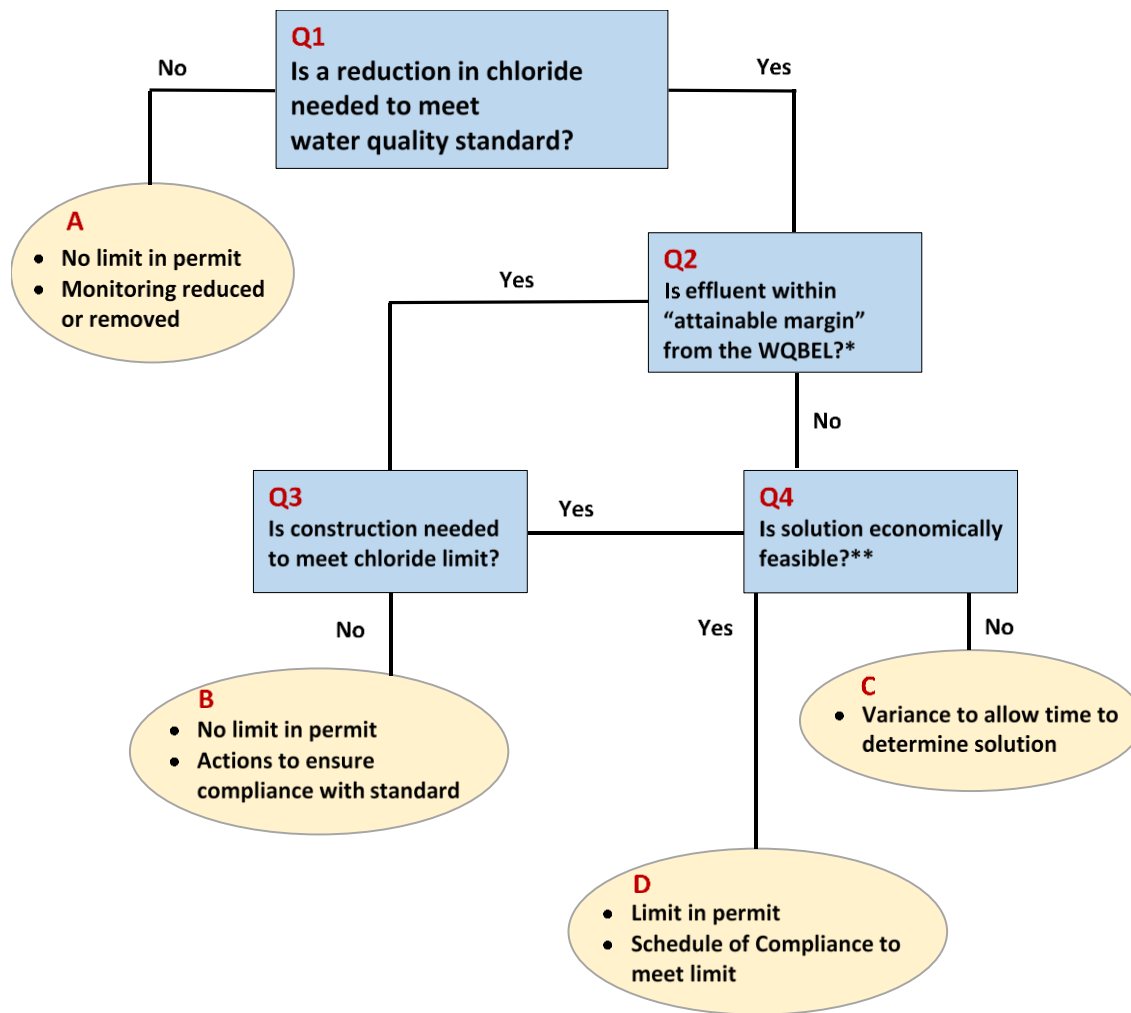 Q1
Is a reduction in chloride
needed to meet
water quality standard?
No
Yes
A
• No limit in permit
• Monitoring reduced
or removed
Q2
Is effluent within
“attainable margin”
from the WQBEL?*
Yes
No
Q3
Is construction needed
to meet chloride limit?
Yes
Q4
Is solution economically
feasible?**
No
Yes
No
B
• No limit in permit
• Actions to ensure
compliance with standard
C
• Variance to allow time to
determine solution
D
• Limit in permit
• Schedule of Compliance to
meet limit